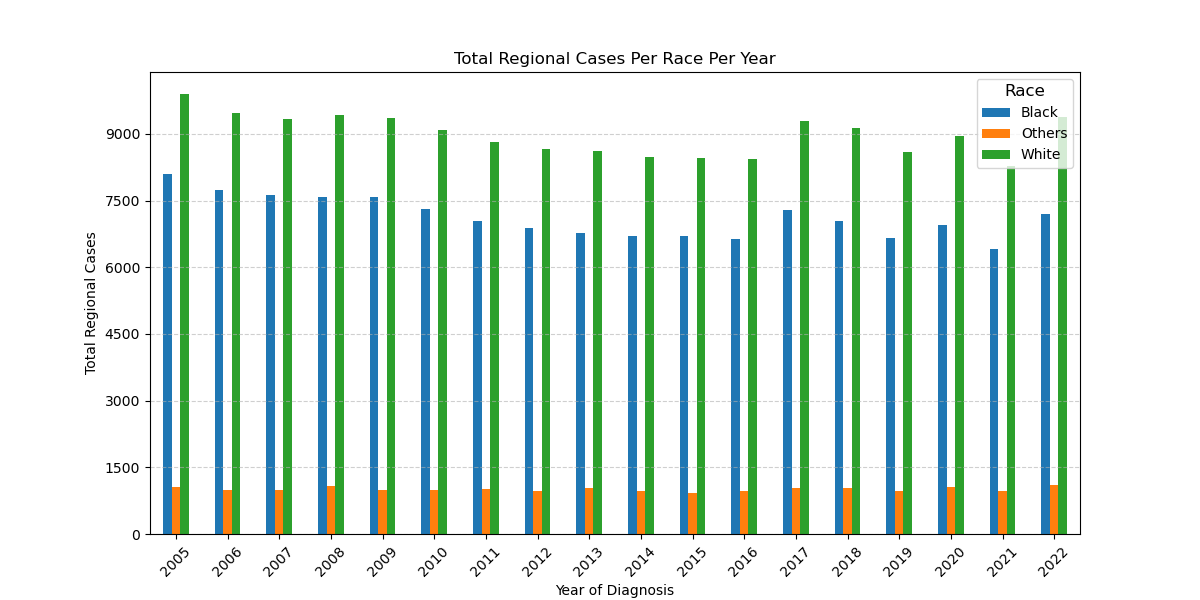 Total Regional Cases Per Race Per Year
Race
Black
Others
White
9000
7500
6000
4500
3000
1500
0
Total Regional Cases
2005 2006 2007 2008 2009 2010 2011 2012 2013 2014 2015 2016 2017 2018 2019 2020 2021 2022
Year of Diagnosis